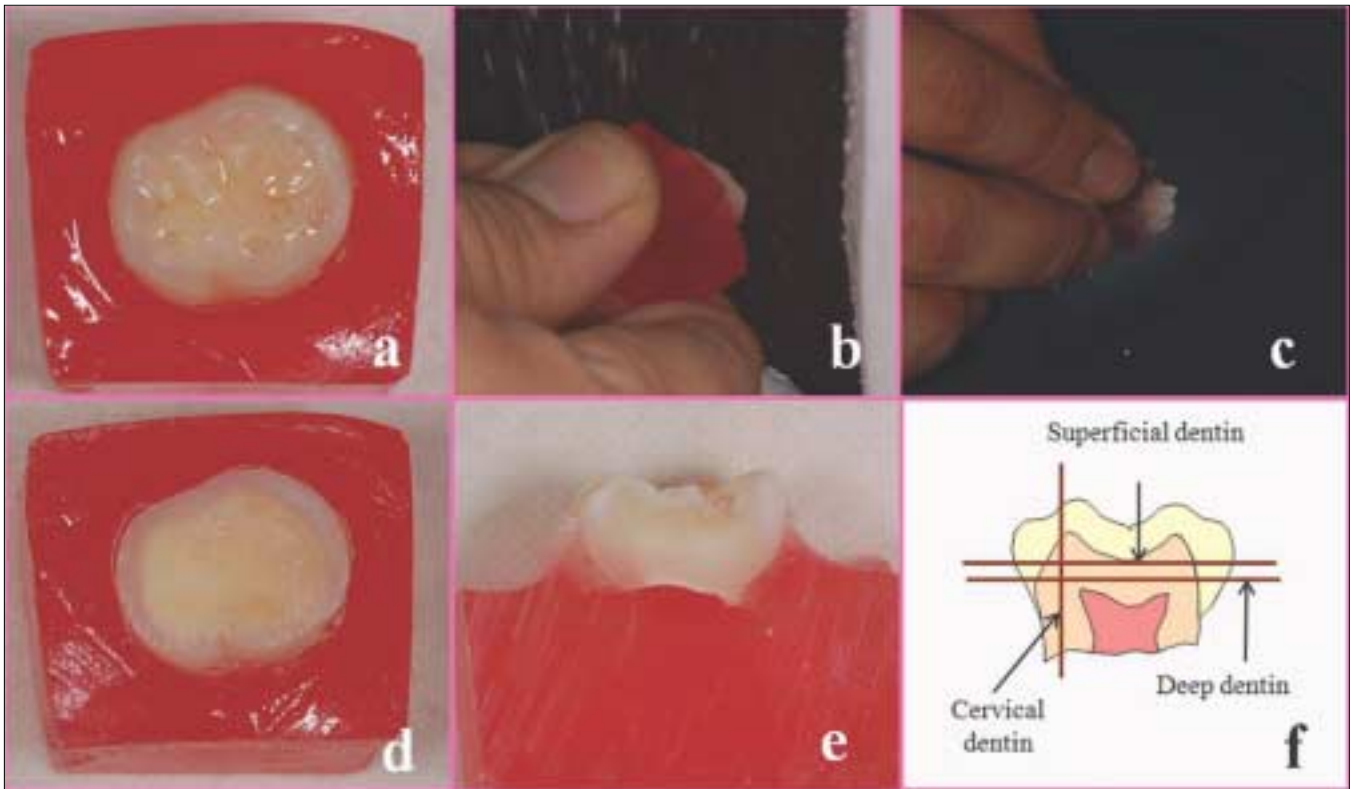 a
b
c
d
e
Superficial dentin
Deep dentin
Cervical
dentin
f